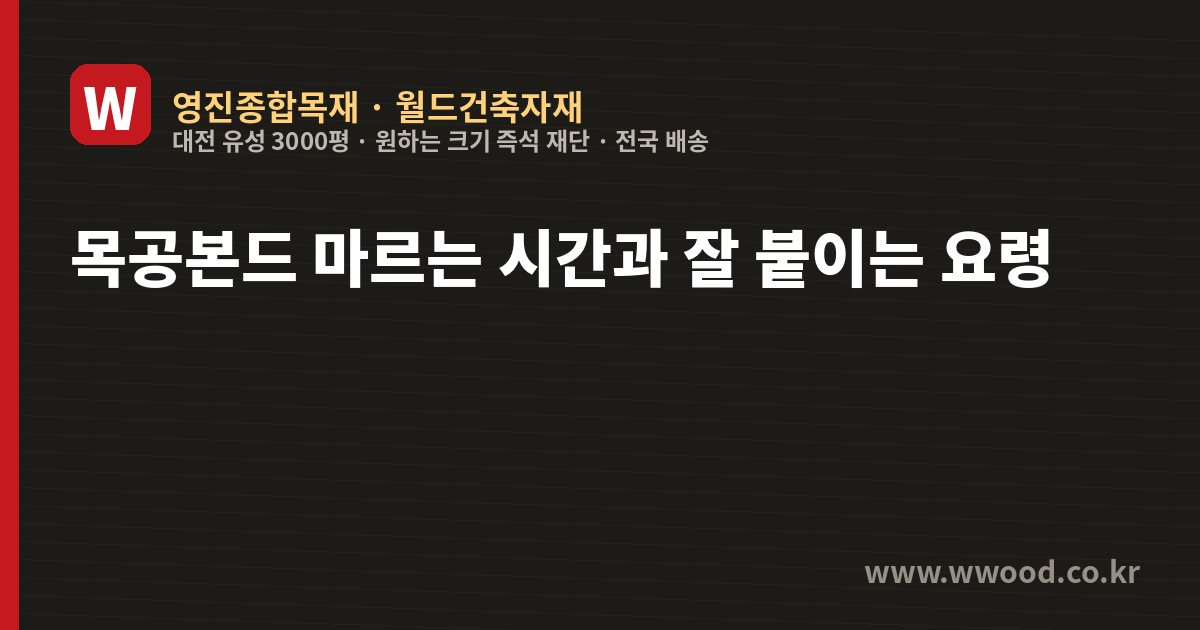 W
영진종합목재 · 월드건축자재
대전 유성 3000평 · 원하는 크기 즉석 재단 · 전국 배송
목공본드 마르는 시간과 잘 붙이는 요령
www.wwood.co.kr